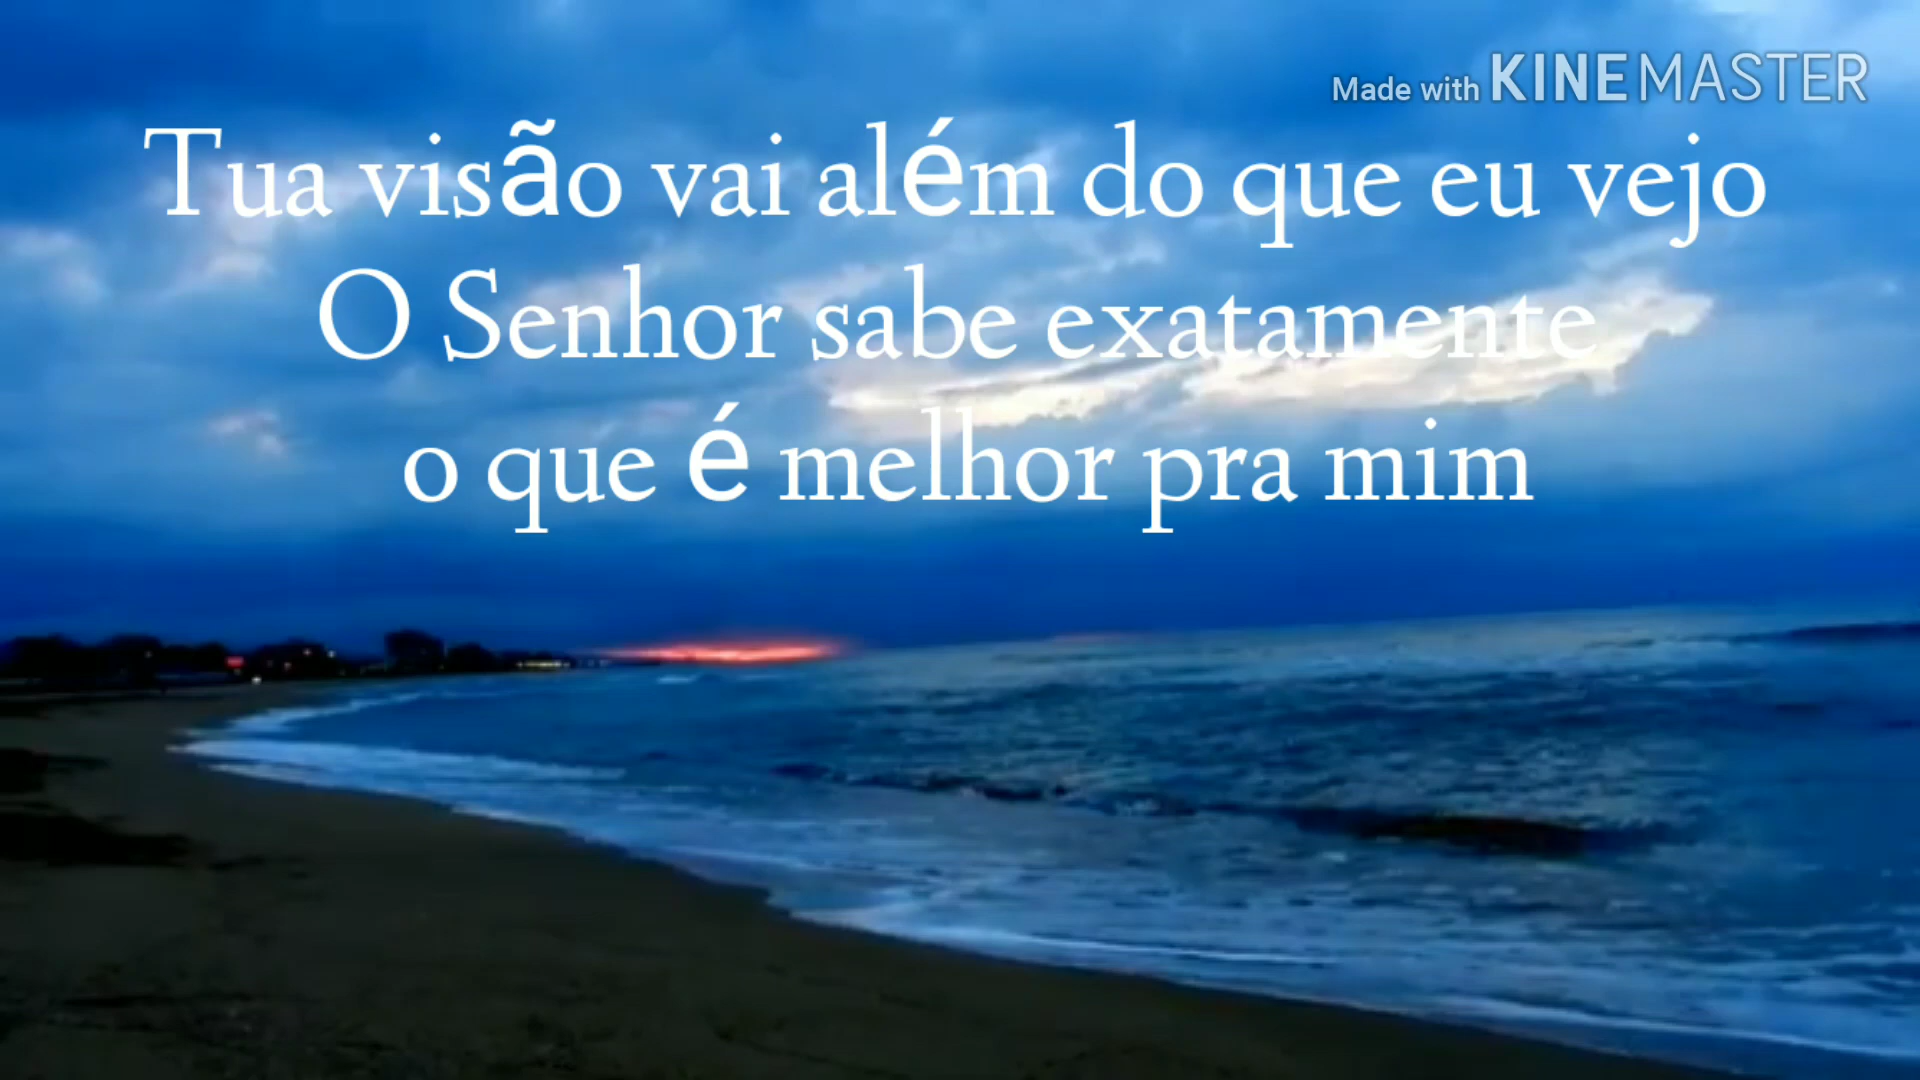 Made with KINEMASTER
Tua visão vai além do que eu vejo
O Senhor sabe exatamente
o que é melhor pra mim